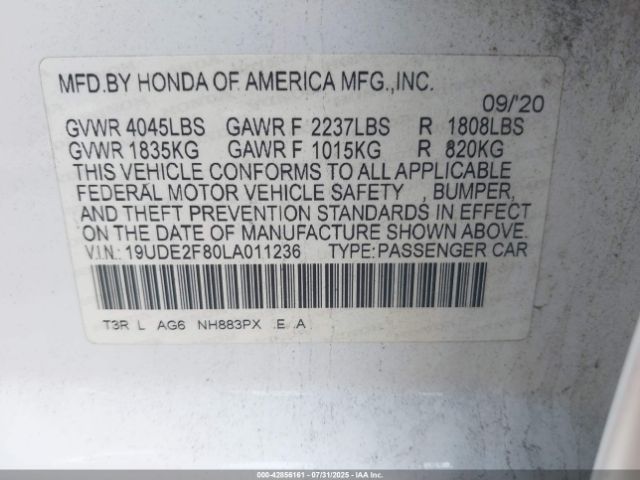 MFD.BY HONDA OF AMERICA MFG.,INC.
09/'20
GVWR 4045LBS GAWR F 2237LBS R 1808LBS
GVWR 1835KG GAWR F 1015KG R 820KG
THIS VEHICLE CONFORMS TO ALL APPLICABLE
FEDERAL MOTOR VEHICLE SAFETY , BUMPER,
AND THEFT PREVENTION STANDARDS IN EFFECT
ON THE DATE OF MANUFACTURE SHOWN ABOVE.
V.I.N.: 19UDE2F80LA011236 TYPE:PASSENGER CAR
T3R L AG6 NH883PX .E .A
000-42856161 / 07/31/2025 - IAAI.COM